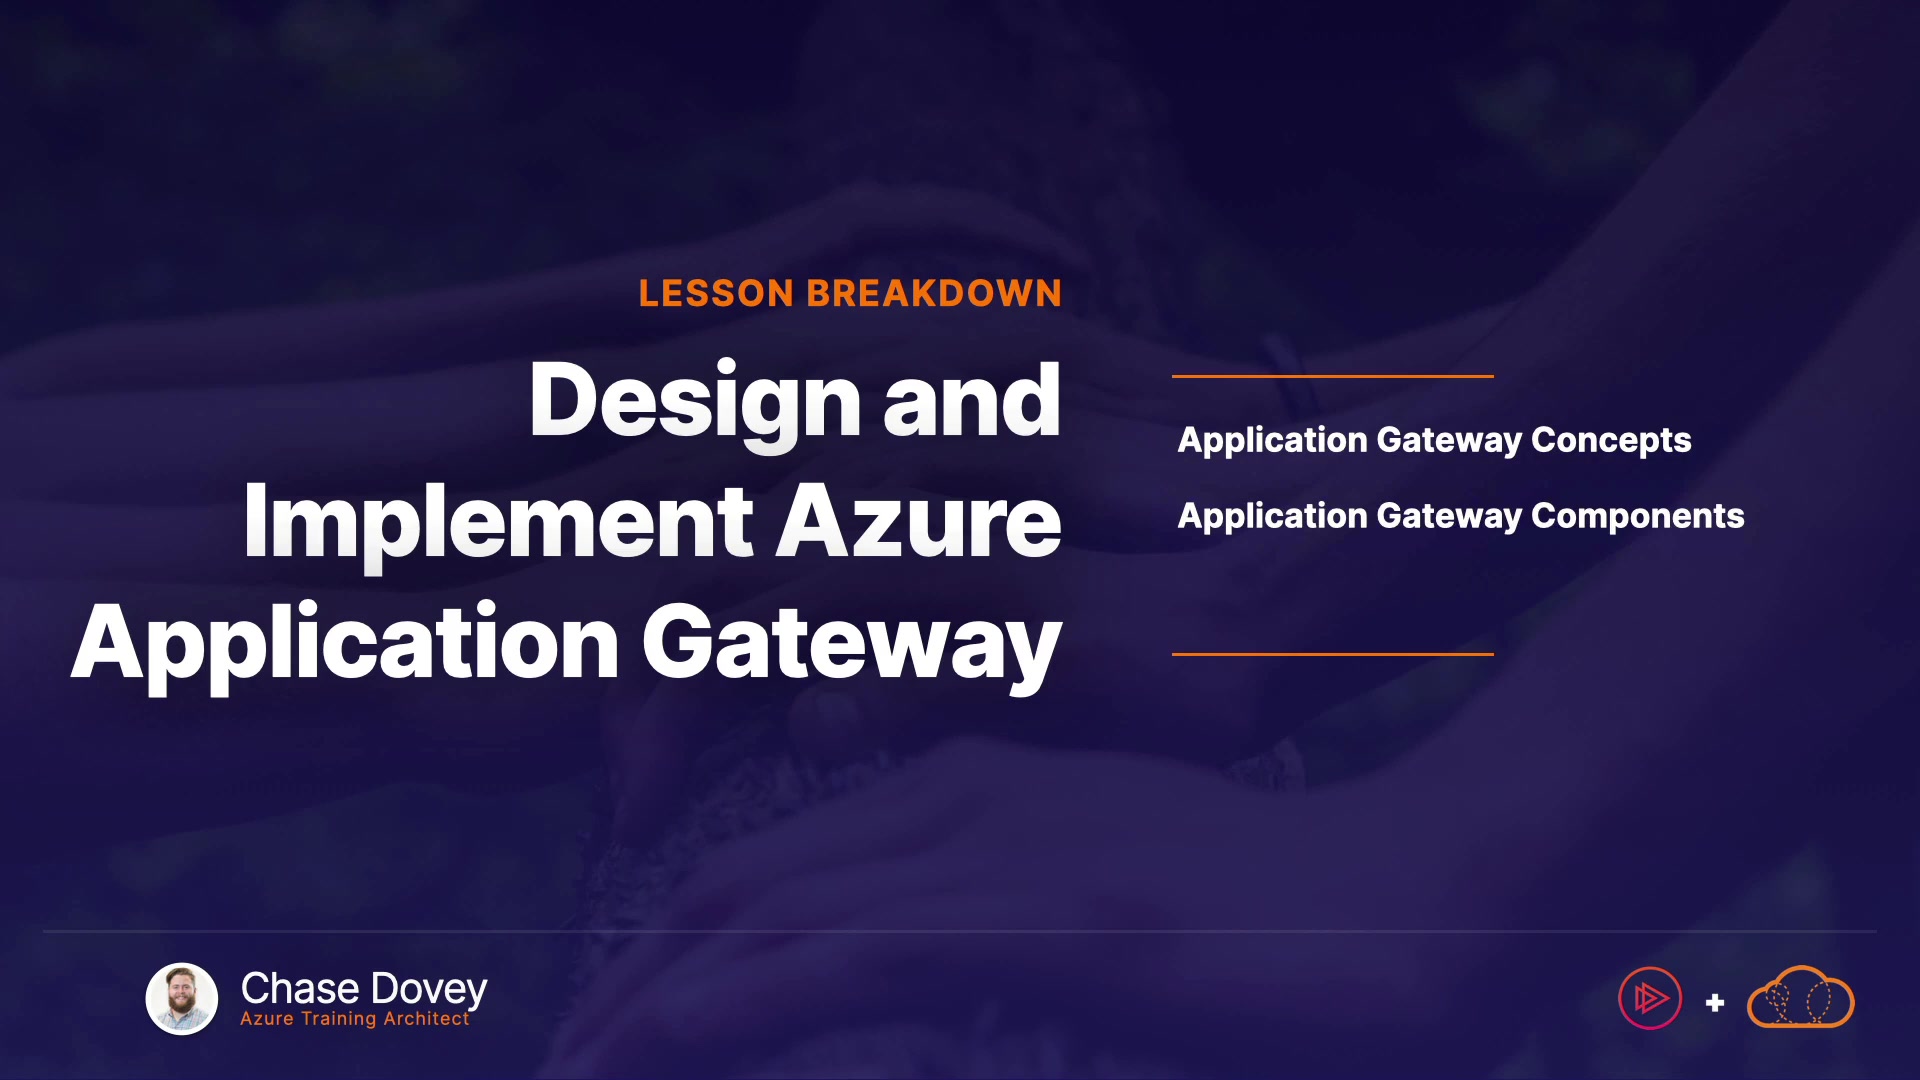 LESSON BREAKDOWN
Design and
Implement Azure
Application Gateway
Application Gateway Concepts
Application Gateway Components
Chase Dovey
Azure Training Architect